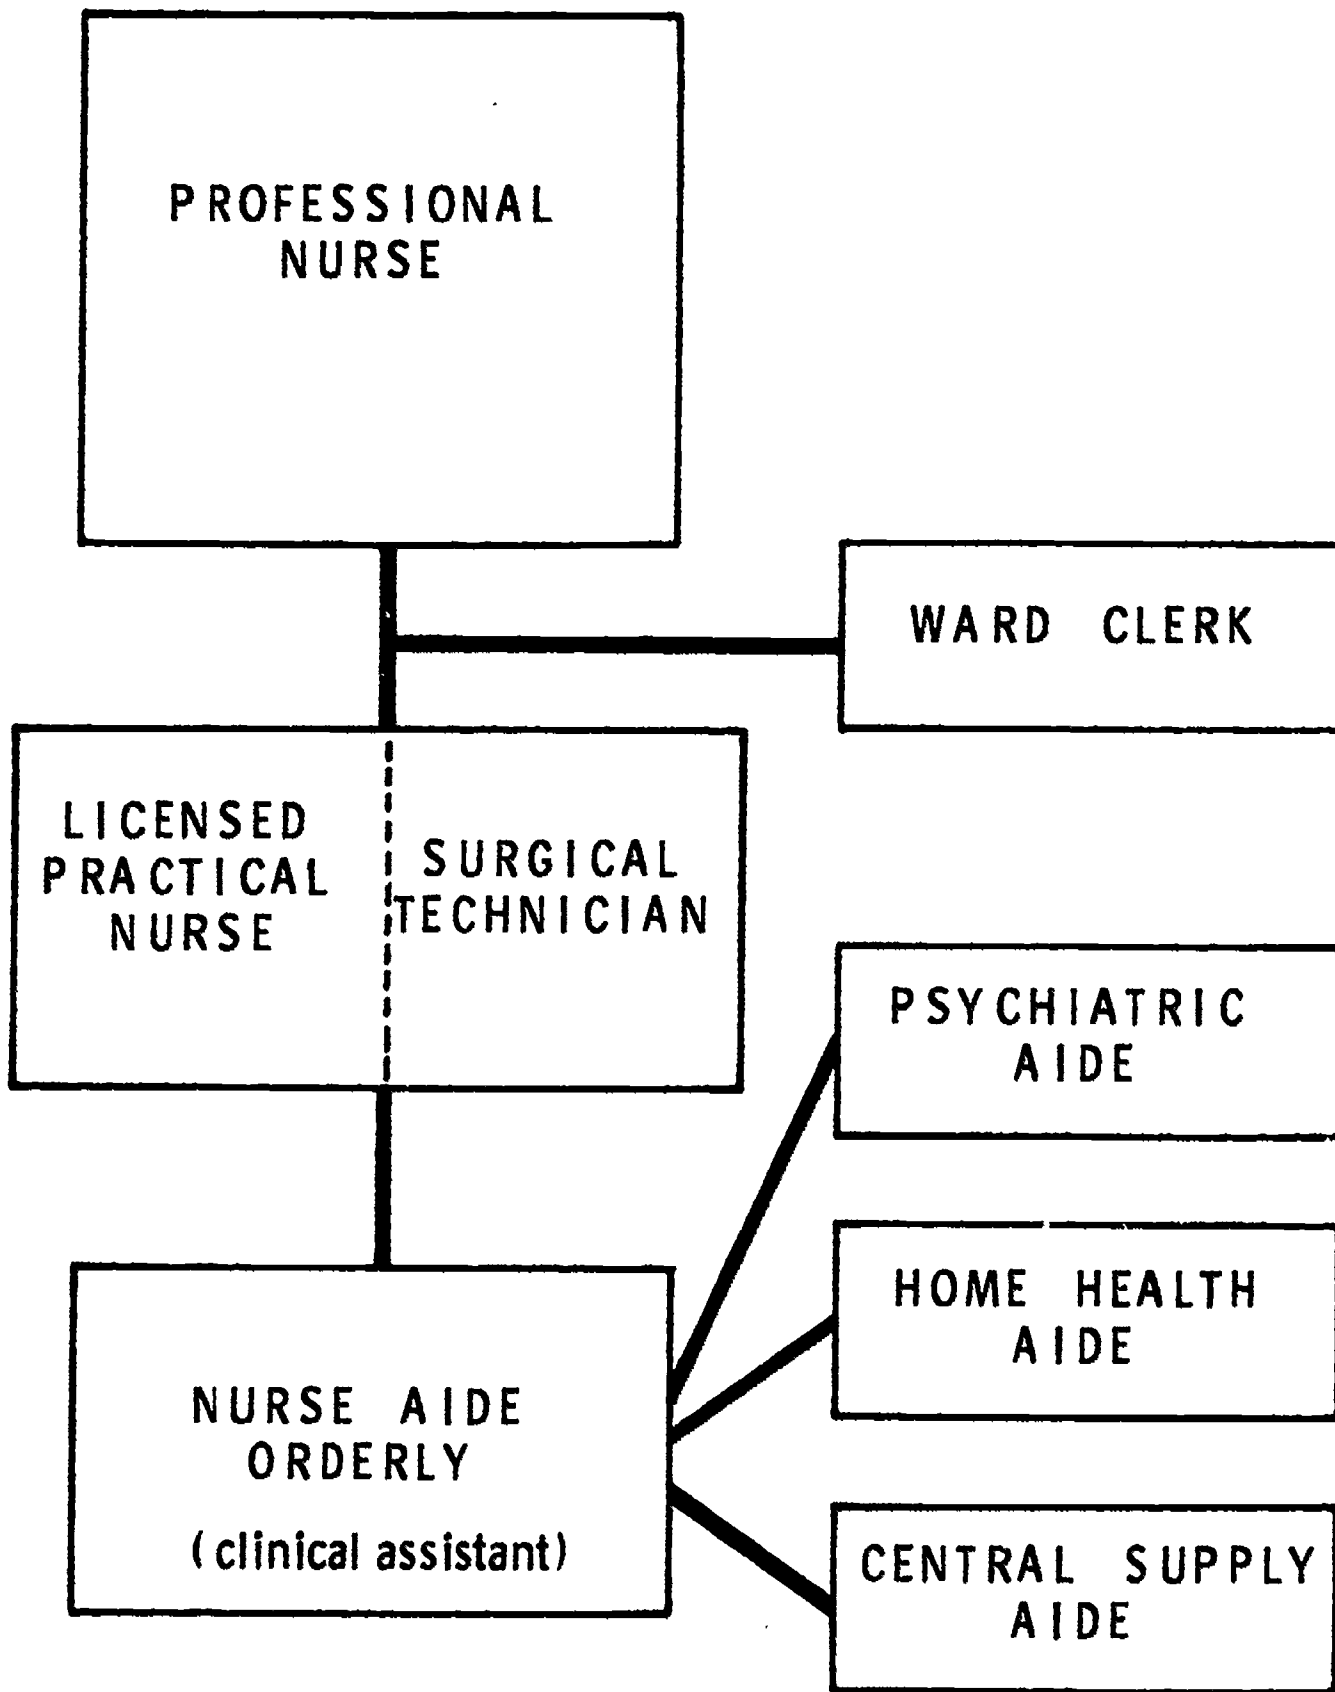 PROFESSIONAL
NURSE
WARD CLERK
LICENSED
PRACTICAL
NURSE
SURGICAL
TECHNICIAN
PSYCHIATRIC
AIDE
HOME HEALTH
AIDE
NURSE AIDE
ORDERLY
(clinical assistant)
CENTRAL SUPPLY
AIDE